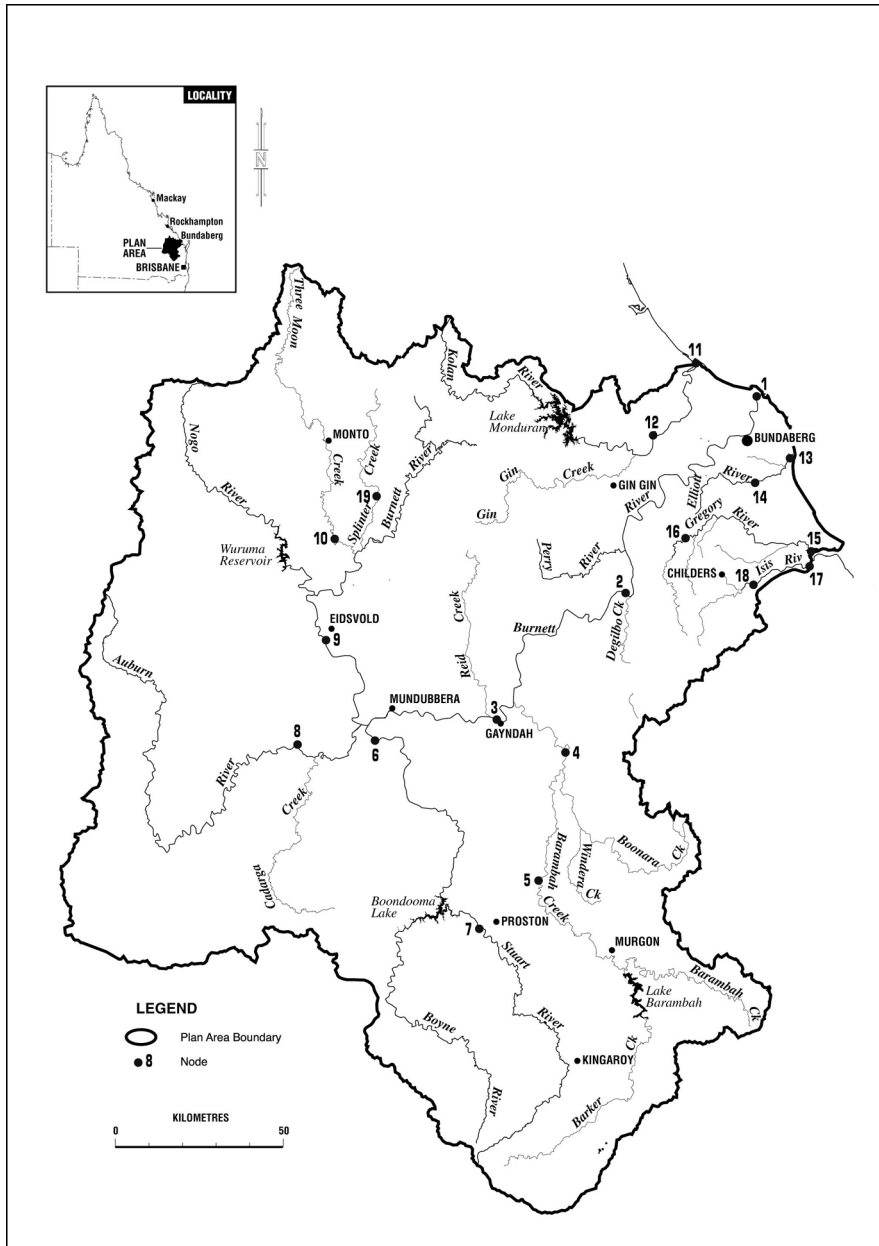 LOCALITY
N
Mackay
Rockhampton
Bundaberg
PLAN
AREA
BRISBANE
Three Moon
Creek
Kolan
River
11
1
Lake
Monduran
12
BUNDABERG
MONTO
Nogo
River
Creek
Splinter
River
Burnett
Gin
Gin
Creek
GIN GIN
River
Elliott
River
13
14
19
10
Gregory
River
16
15
Wuruma
Reservoir
Perry
River
CHILDERS
Isis
Riv
18
17
2
Degilbo Ck
EIDSVOLD
9
Creek
Reid
Burnett
Auburn
River
MUNDUBBERA
3
GAYNDAH
8
6
4
Creek
Cadarga
Barambah
Creek
Windera
Ck
Boonara
Ck
5
Boondooma
Lake
7
PROSTON
Stuart
River
MURGON
Barambah
Ck
Lake
Barambah
Boyne
River
KINGAROY
Ck
Barker
LEGEND
Plan Area Boundary
8 Node
KILOMETRES
0 50